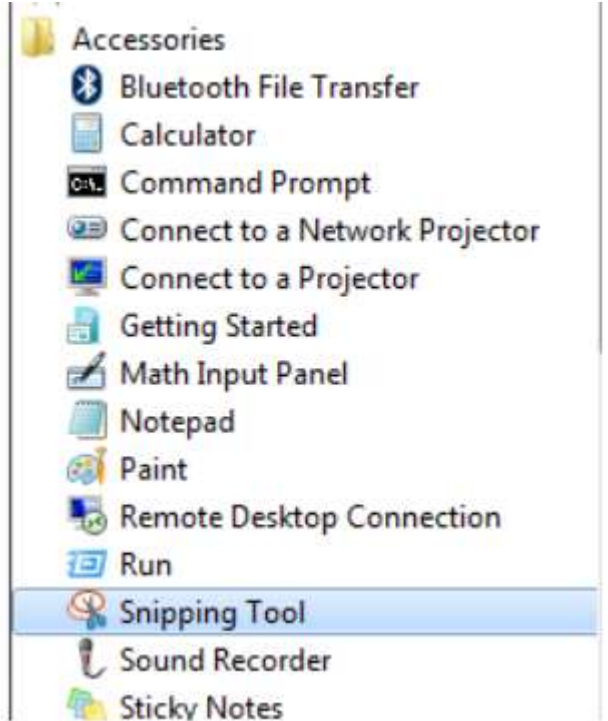 Accessories
Bluetooth File Transfer
Calculator
C:\. Command Prompt
Connect to a Network Projector
Connect to a Projector
Getting Started
Math Input Panel
Notepad
Paint
Remote Desktop Connection
Run
Snipping Tool
Sound Recorder
Sticky Notes